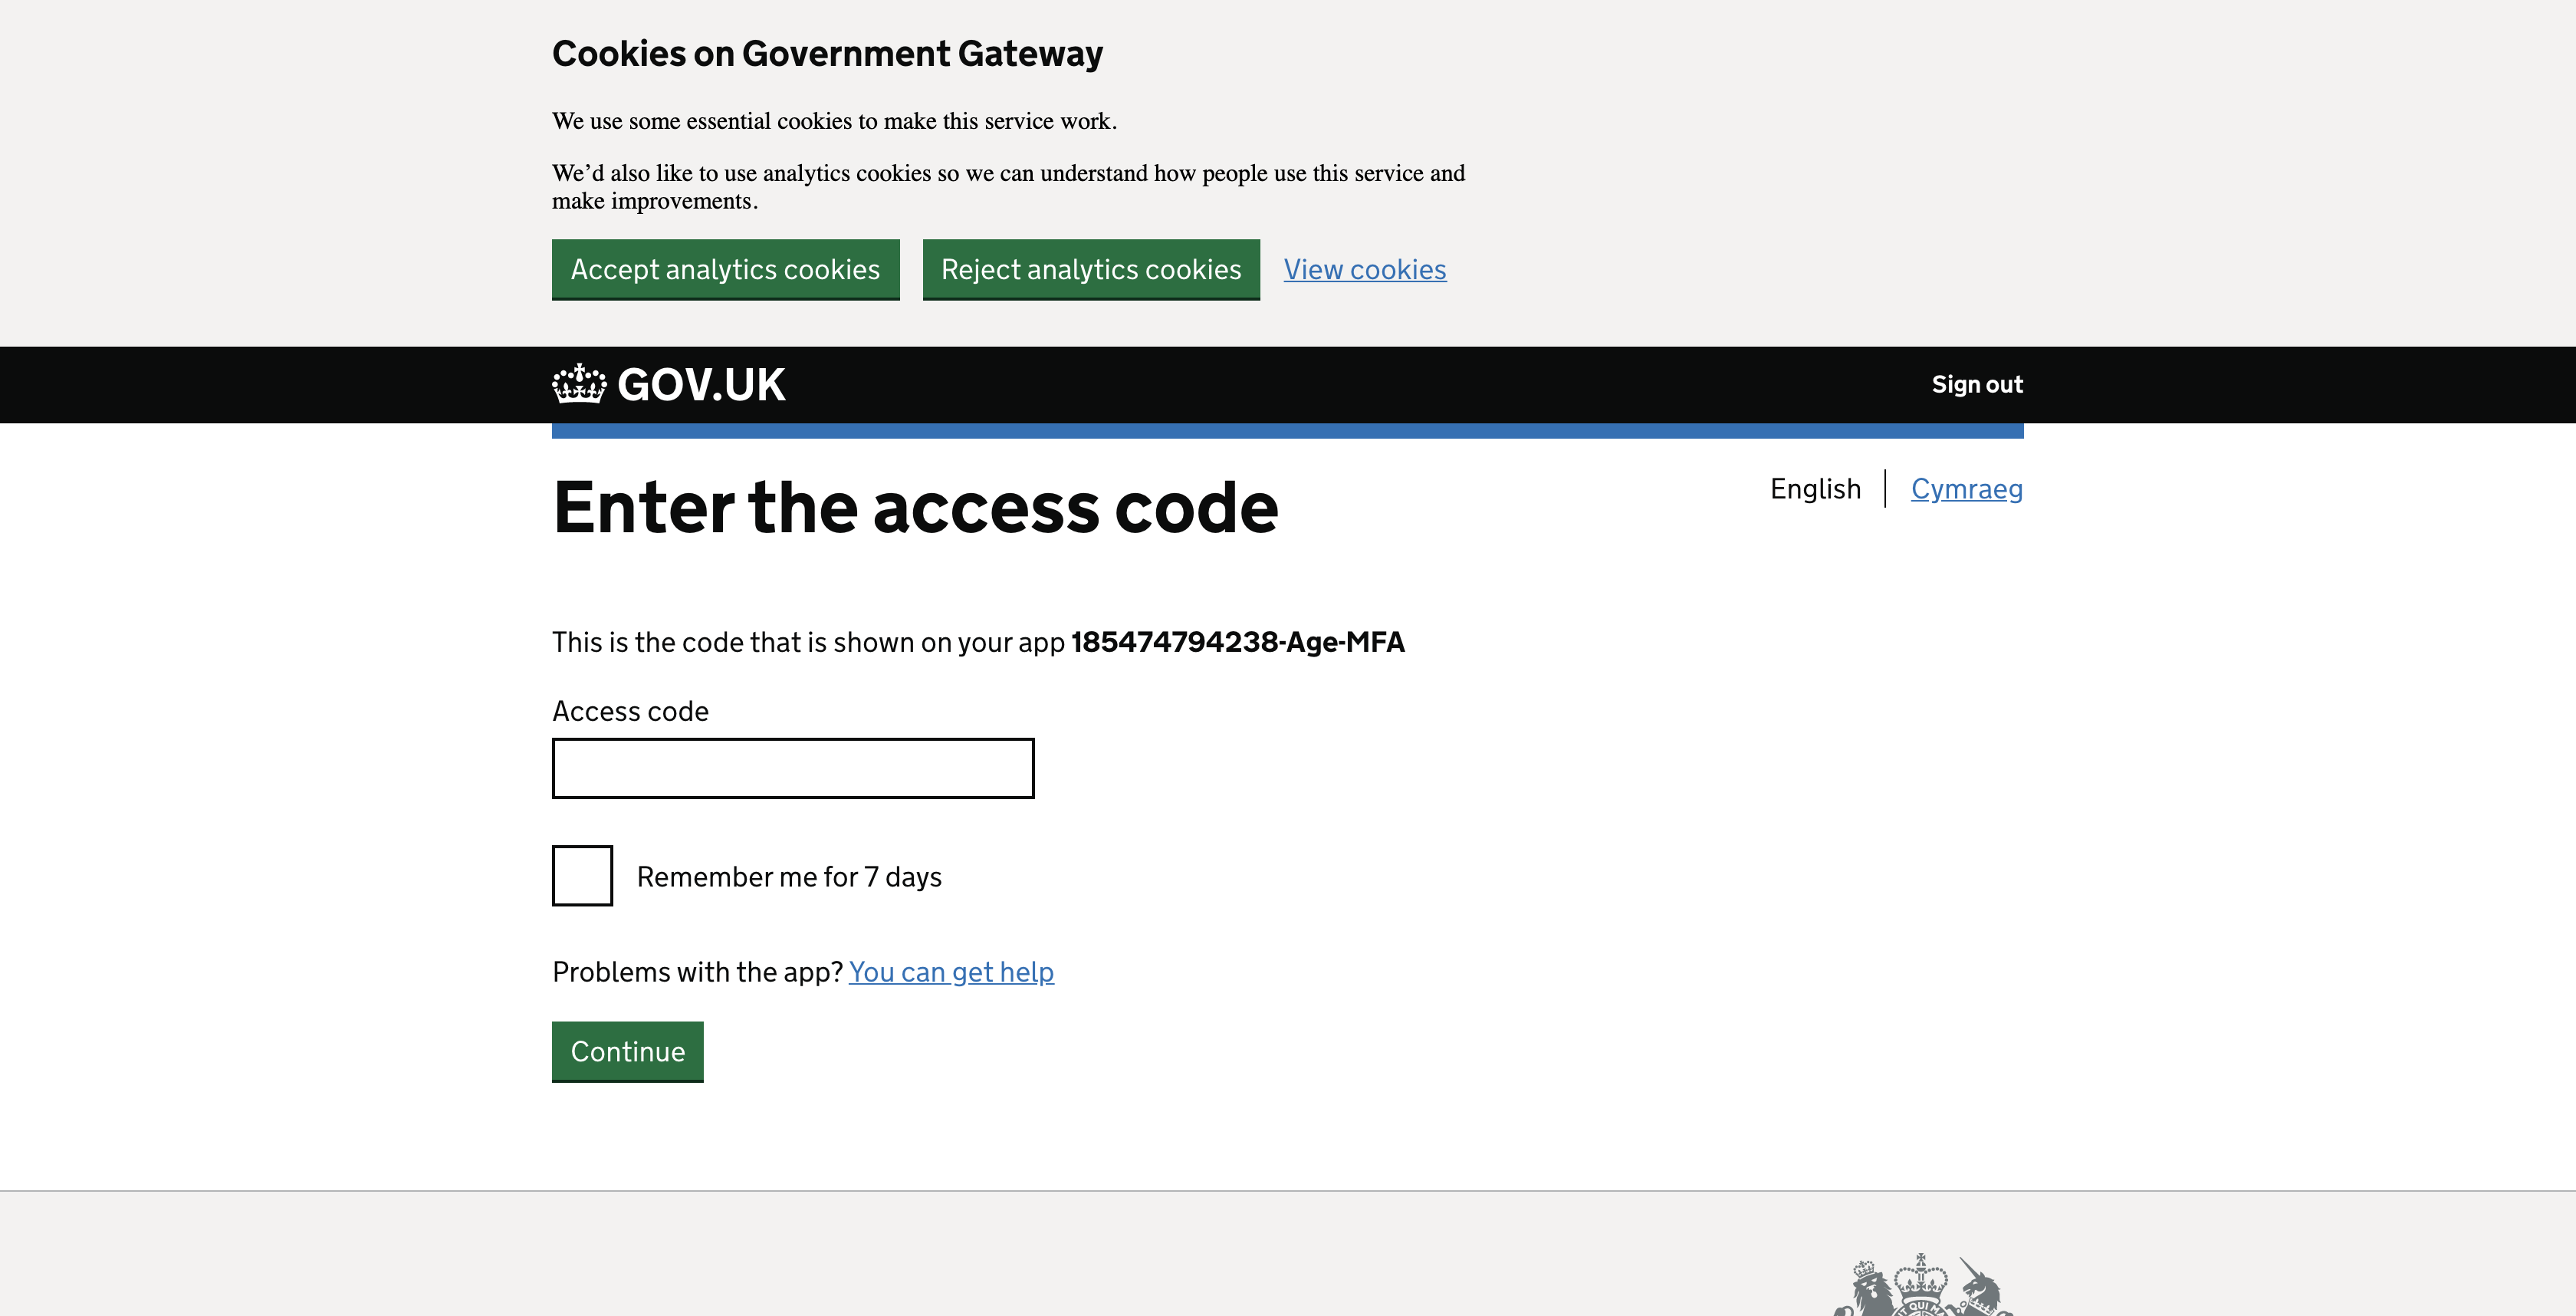 Cookies on Government Gateway
We use some essential cookies to make this service work.
We’d also like to use analytics cookies so we can understand how people use this service and
make improvements.
Accept analytics cookies Reject analytics cookies View cookies
GOV.UK Sign out
Enter the access code
English Cymraeg
This is the code that is shown on your app 185474794238-Age-MFA
Access code
Remember me for 7 days
Problems with the app? You can get help
Continue